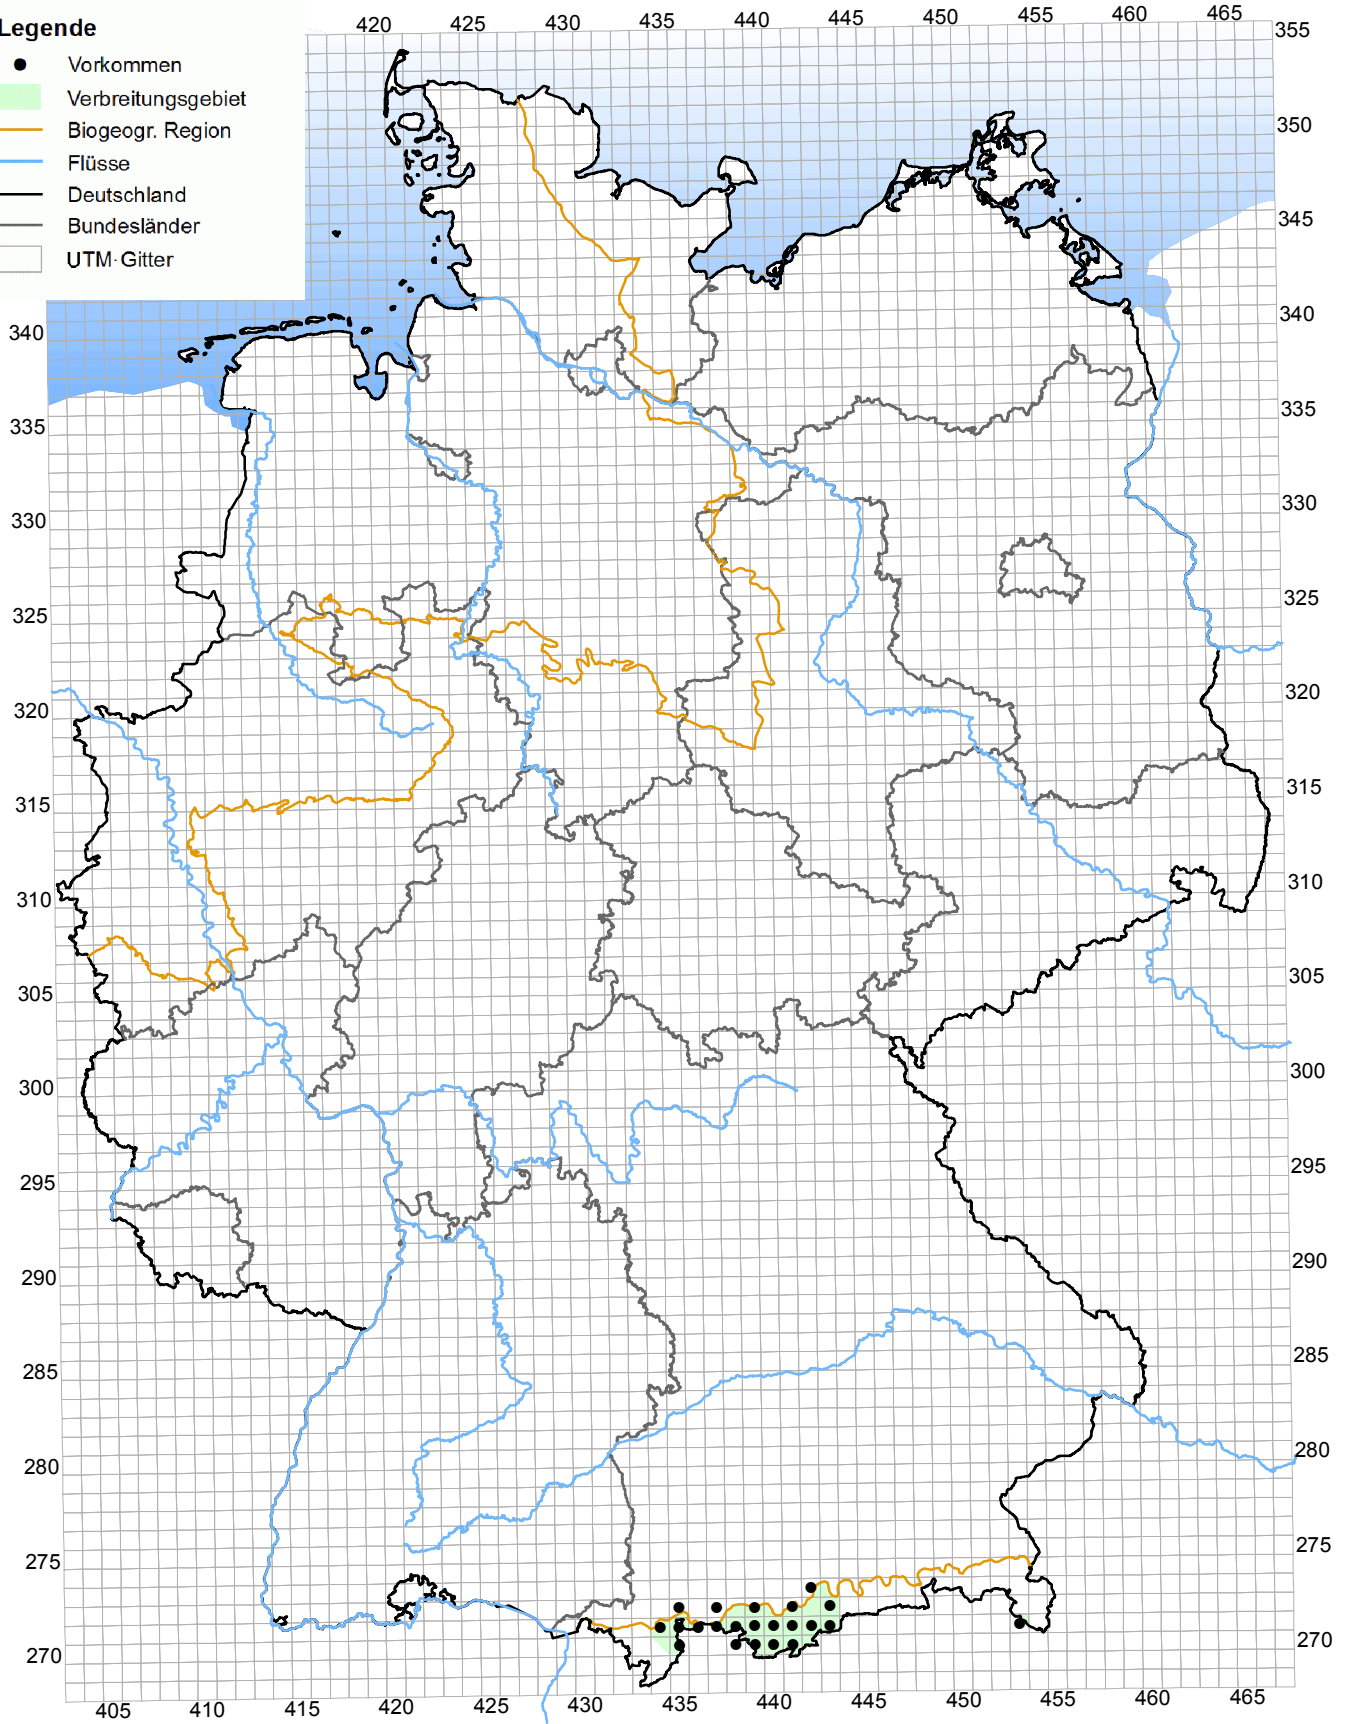 Legende
Vorkommen
Verbreitungsgebiet
Biogeogr. Region
Flüsse
Deutschland
Bundesländer
UTM-Gitter
420 425 430 435 440 445 450 455 460 465
355
350
345
340 340
335 335
330 330
325 325
320 320
315 315
310 310
305 305
300 300
295 295
290 290
285 285
280 280
275 275
270 270
405 410 415 420 425 430 435 440 445 450 455 460 465